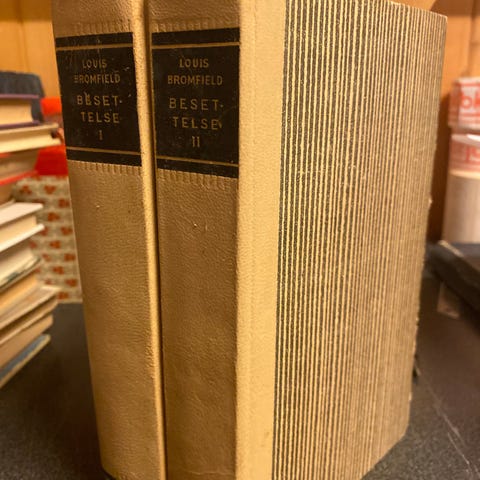 LOUIS
BROMFIELD
BESET-
TELSE
I
LOUIS
BROMFIELD
BESET-
TELSE
II